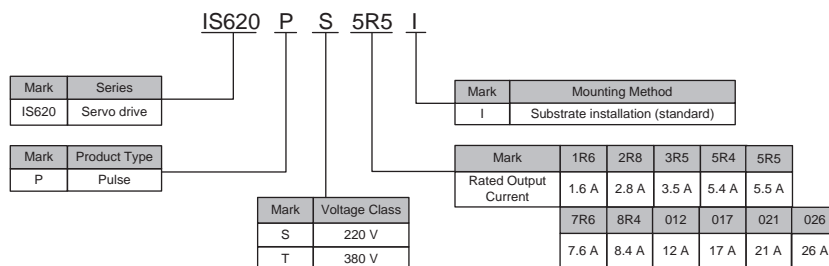 IS620 P S 5R5 I
Mark Series
IS620 Servo drive
Mark Mounting Method
I Substrate installation (standard)
Mark Product Type
P Pulse
Mark 1R6 2R8 3R5 5R4 5R5
Rated Output
Current 1.6 A 2.8 A 3.5 A 5.4 A 5.5 A
7R6 8R4 012 017 021 026
7.6 A 8.4 A 12 A 17 A 21 A 26 A
Mark Voltage Class
S 220 V
T 380 V